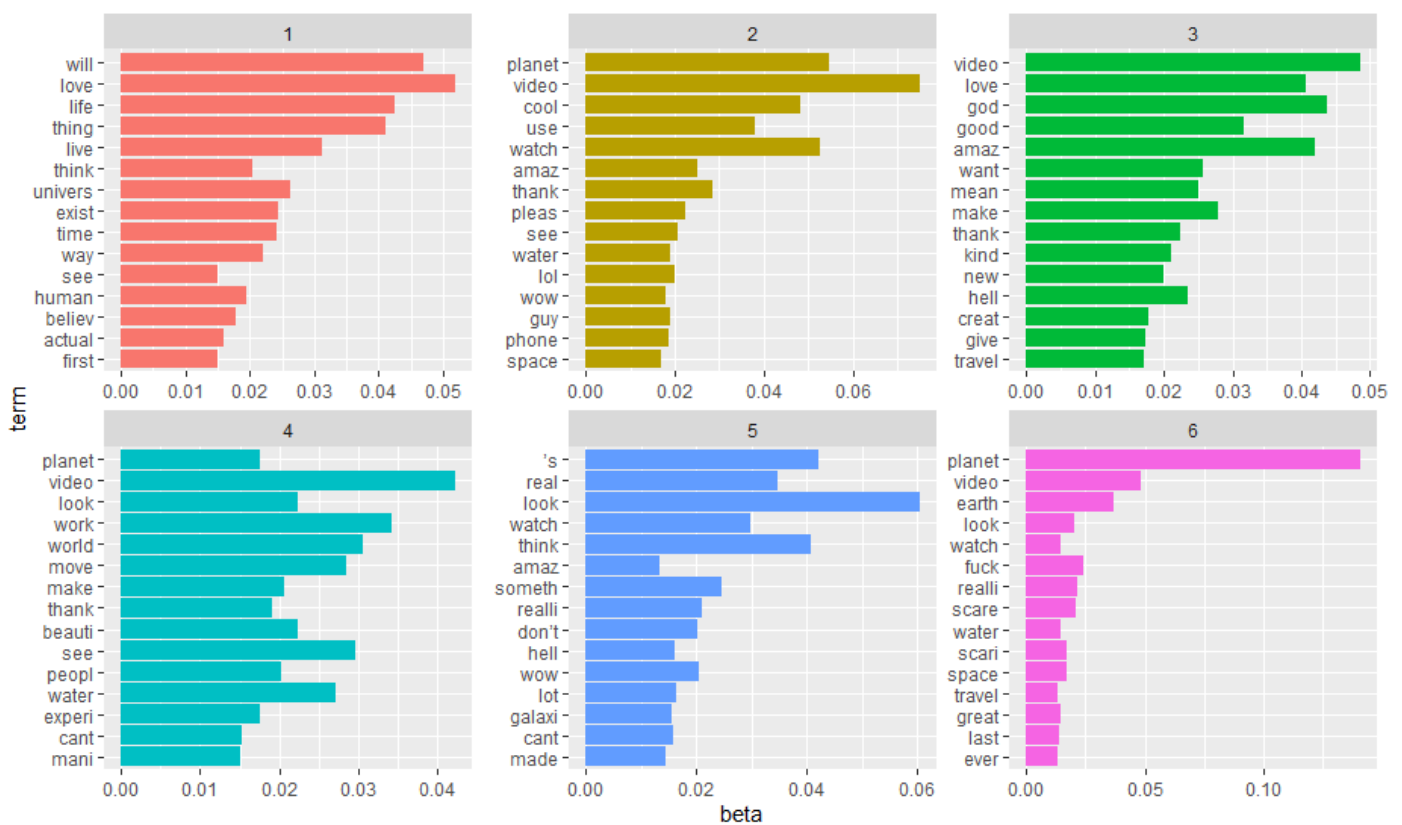 1
will
love
life
thing
live
think
univers
exist
time
way
see
human
believ
actual
first
0.00 0.01 0.02 0.03 0.04 0.05
2
planet
video
cool
use
watch
amaz
thank
pleas
see
water
lol
wow
guy
phone
space
0.00 0.02 0.04 0.06
3
video
love
god
good
amaz
want
mean
make
thank
kind
new
hell
creat
give
travel
0.00 0.01 0.02 0.03 0.04 0.05
term
4
planet
video
look
work
world
move
make
thank
beauti
see
peopl
water
experi
cant
mani
0.00 0.01 0.02 0.03 0.04
5
's
real
look
watch
think
amaz
someth
realli
don't
hell
wow
lot
galaxi
cant
made
0.00 0.02 0.04 0.06
6
planet
video
earth
look
watch
fuck
realli
scare
water
scari
space
travel
great
last
ever
0.00 0.05 0.10
beta